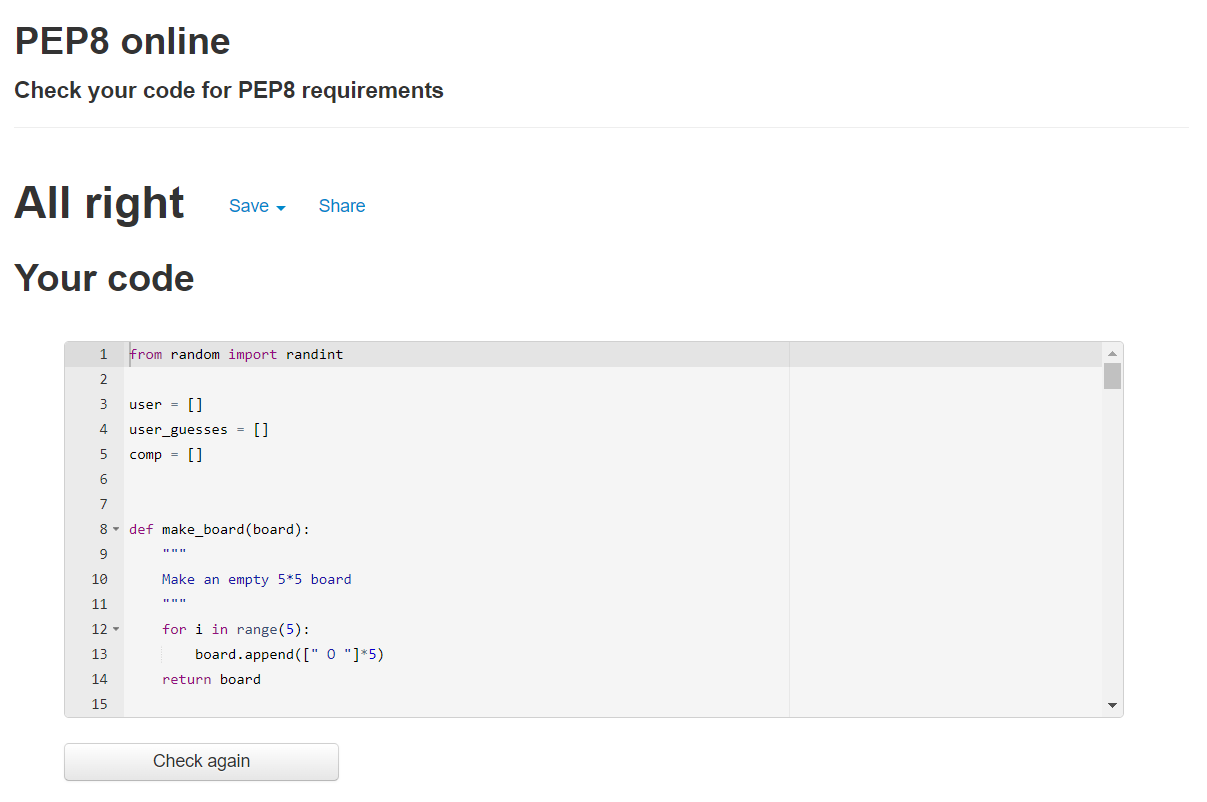 PEP8 online
Check your code for PEP8 requirements
All right Save Share
Your code
1 from random import randint
2
3 user = []
4 user_guesses = []
5 comp = []
6
7
8 def make_board(board):
9     """
10     Make an empty 5*5 board
11     """
12     for i in range(5):
13         board.append([" O "]*5)
14     return board
15
Check again